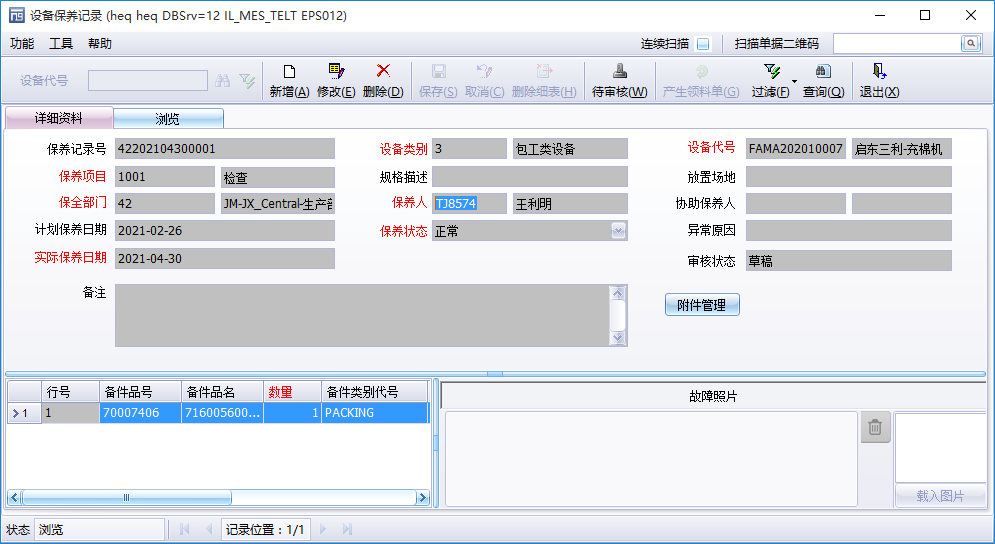 设备保养记录 (heq heq DBSrv=12 IL_MES_TELT EPS012)
功能 工具 帮助 连续扫描 扫描单据二维码
设备代号 新增(A) 修改(E) 删除(D) 保存(S) 取消(C) 删除细表(H) 待审核(W) 产生领料单(G) 过滤(F) 查询(Q) 退出(X)
详细资料 浏览
保养记录号 42202104300001 设备类别 3 包工类设备 设备代号 FAMA202010007 启东三利-充棉机
保养项目 1001 检查 规格描述 放置场地
保全部门 42 JM-JX_Central-生产部 保养人 TJ8574 王利明 协助保养人
计划保养日期 2021-02-26 保养状态 正常 异常原因
实际保养日期 2021-04-30 审核状态 草稿
备注 附件管理
行号 备件品号 备件品名 数量 备件类别代号 故障照片
1 1 70007406 716005600... 1 PACKING
载入图片
状态 浏览 记录位置：1/1